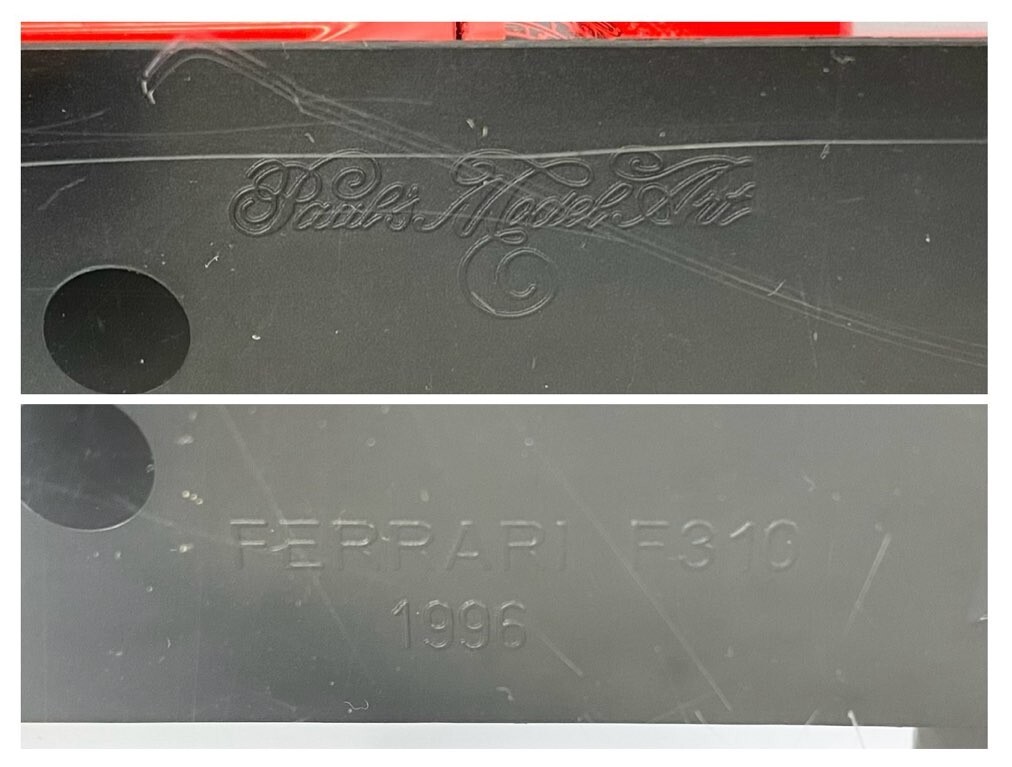 Paul's Model Art
FERRARI F310
1996